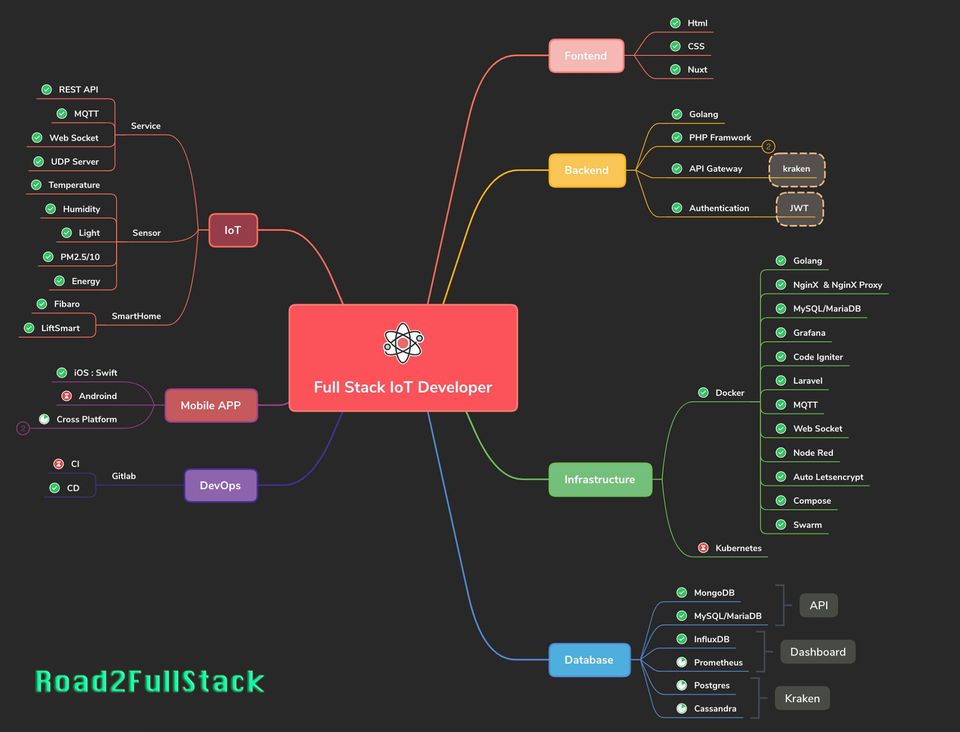 Full Stack IoT Developer
Fontend
Html
CSS
Nuxt
Backend
Golang
PHP Framwork
2
API Gateway
kraken
Authentication
JWT
Infrastructure
Docker
Golang
NginX & NginX Proxy
MySQL/MariaDB
Grafana
Code Igniter
Laravel
MQTT
Web Socket
Node Red
Auto Letsencrypt
Compose
Swarm
Kubernetes
Database
MongoDB
MySQL/MariaDB
API
InfluxDB
Prometheus
Dashboard
Postgres
Cassandra
Kraken
IoT
Service
REST API
MQTT
Web Socket
UDP Server
Sensor
Temperature
Humidity
Light
PM2.5/10
Energy
SmartHome
Fibaro
LiftSmart
Mobile APP
iOS : Swift
Androind
Cross Platform
2
DevOps
Gitlab
CI
CD
Road2FullStack